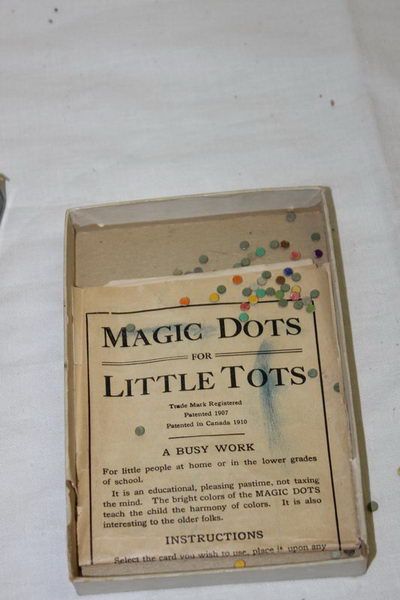 MAGIC DOTS
FOR
LITTLE TOTS
Trade Mark Registered
Patented 1907
Patented in Canada 1910
A BUSY WORK
For little people at home or in the lower grades
of school.
It is an educational, pleasing pastime, not taxing
the mind. The bright colors of the MAGIC DOTS
teach the child the harmony of colors. It is also
interesting to the older folks.
INSTRUCTIONS
Select the card you wish to use, place it upon any